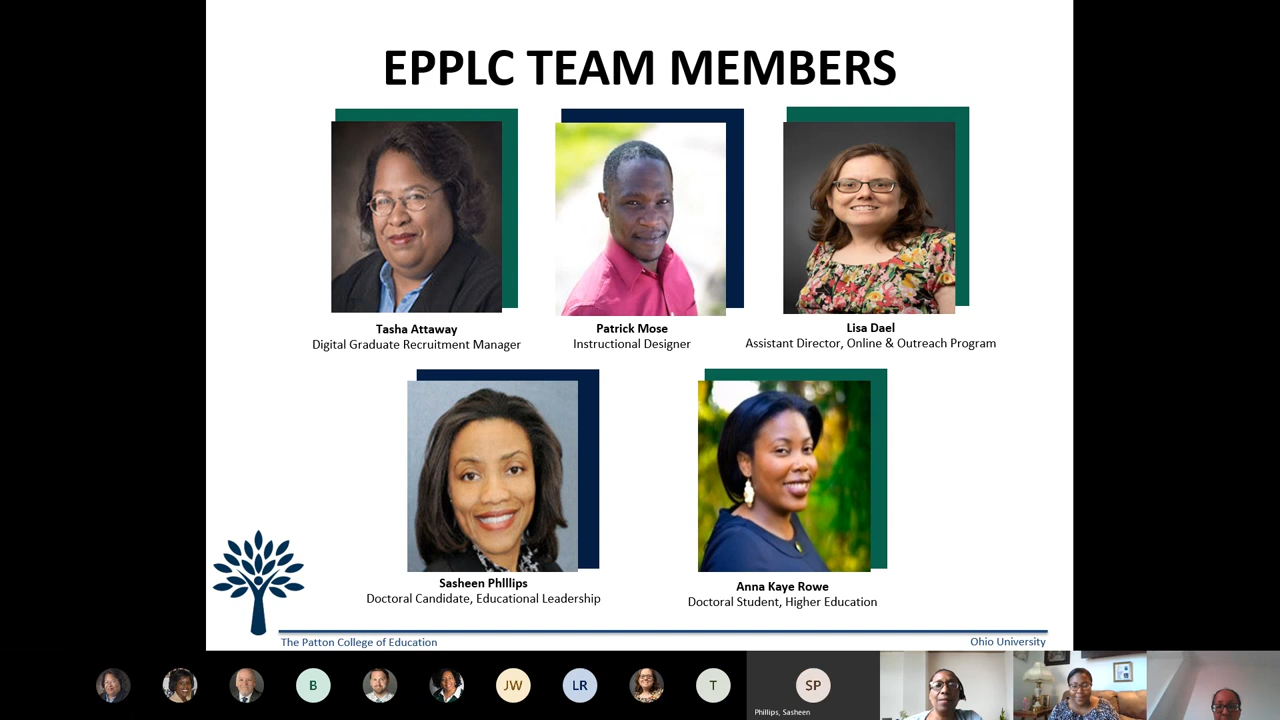 EPPLC TEAM MEMBERS
Tasha Attaway
Digital Graduate Recruitment Manager
Patrick Mose
Instructional Designer
Lisa Dael
Assistant Director, Online & Outreach Program
Sasheen Phllips
Doctoral Candidate, Educational Leadership
Anna Kaye Rowe
Doctoral Student, Higher Education
The Patton College of Education
Ohio University
B
JW
LR
T
SP
Phillips, Sasheen